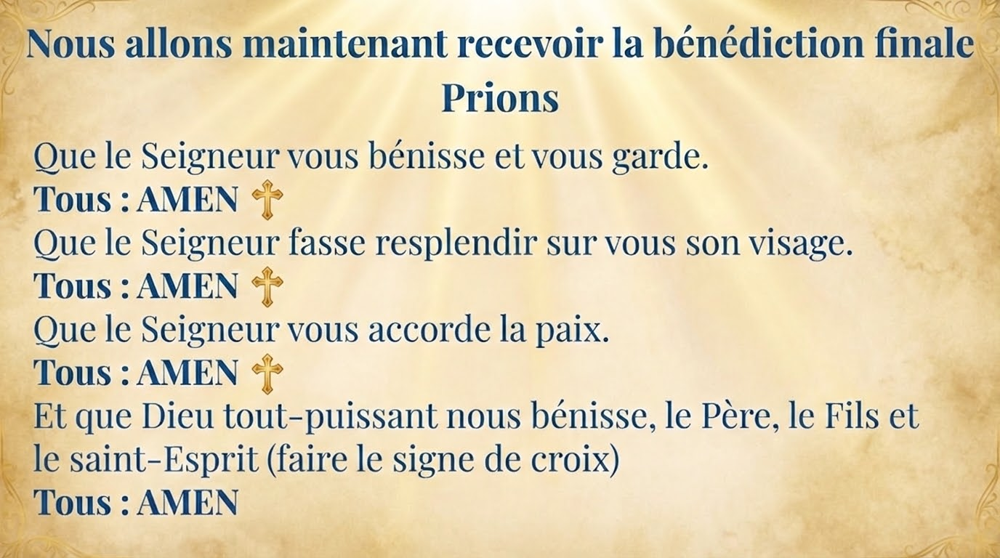 Nous allons maintenant recevoir la bénédiction finale
Prions
Que le Seigneur vous bénisse et vous garde.
Tous : AMEN
Que le Seigneur fasse resplendir sur vous son visage.
Tous : AMEN
Que le Seigneur vous accorde la paix.
Tous : AMEN
Et que Dieu tout-puissant nous bénisse, le Père, le Fils et
le saint-Esprit (faire le signe de croix)
Tous : AMEN